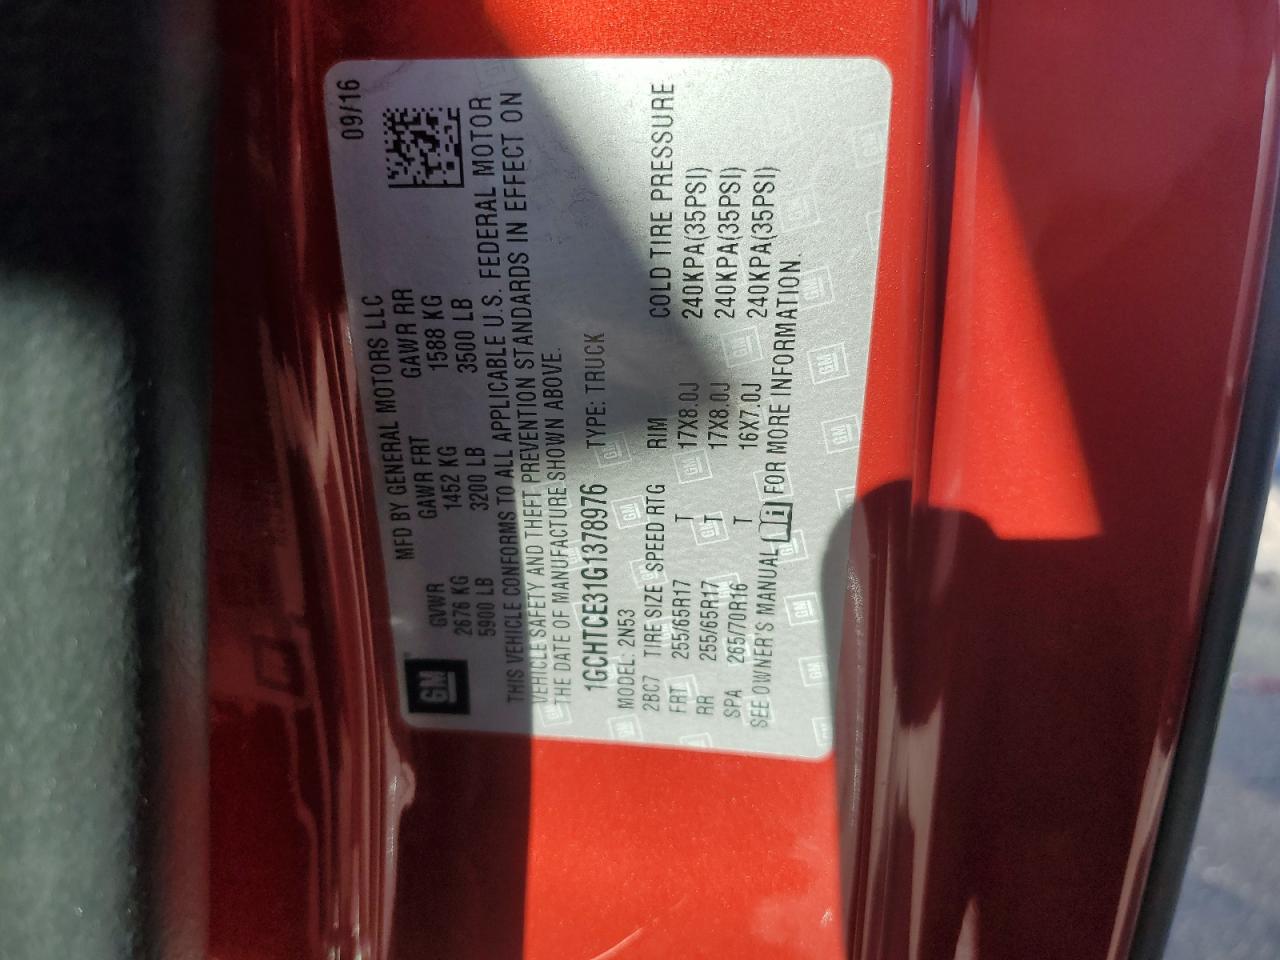 09/16
MFD BY GENERAL MOTORS LLC
GM
GVWR GAWR FRT GAWR RR
2676 KG 1452 KG 1588 KG
5900 LB 3200 LB 3500 LB
THIS VEHICLE CONFORMS TO ALL APPLICABLE U.S. FEDERAL MOTOR
VEHICLE SAFETY AND THEFT PREVENTION STANDARDS IN EFFECT ON
THE DATE OF MANUFACTURE SHOWN ABOVE.
1GCHTCE31G1378976 TYPE: TRUCK
MODEL: 2N53
2BC7 TIRE SIZE SPEED RTG RIM COLD TIRE PRESSURE
FRT 255/65R17 T 17X8.0J 240KPA(35PSI)
RR 255/65R17 T 17X8.0J 240KPA(35PSI)
SPA 265/70R16 T 16X7.0J 240KPA(35PSI)
SEE OWNER'S MANUAL i FOR MORE INFORMATION.